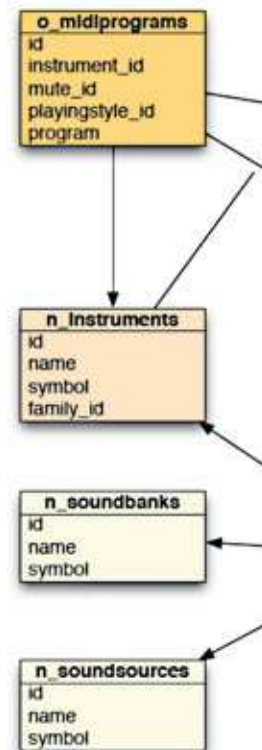 o_midiprograms
id
instrument_id
mute_id
playingstyle_id
program
n_instruments
id
name
symbol
family_id
n_soundbanks
id
name
symbol
n_soundsources
id
name
symbol